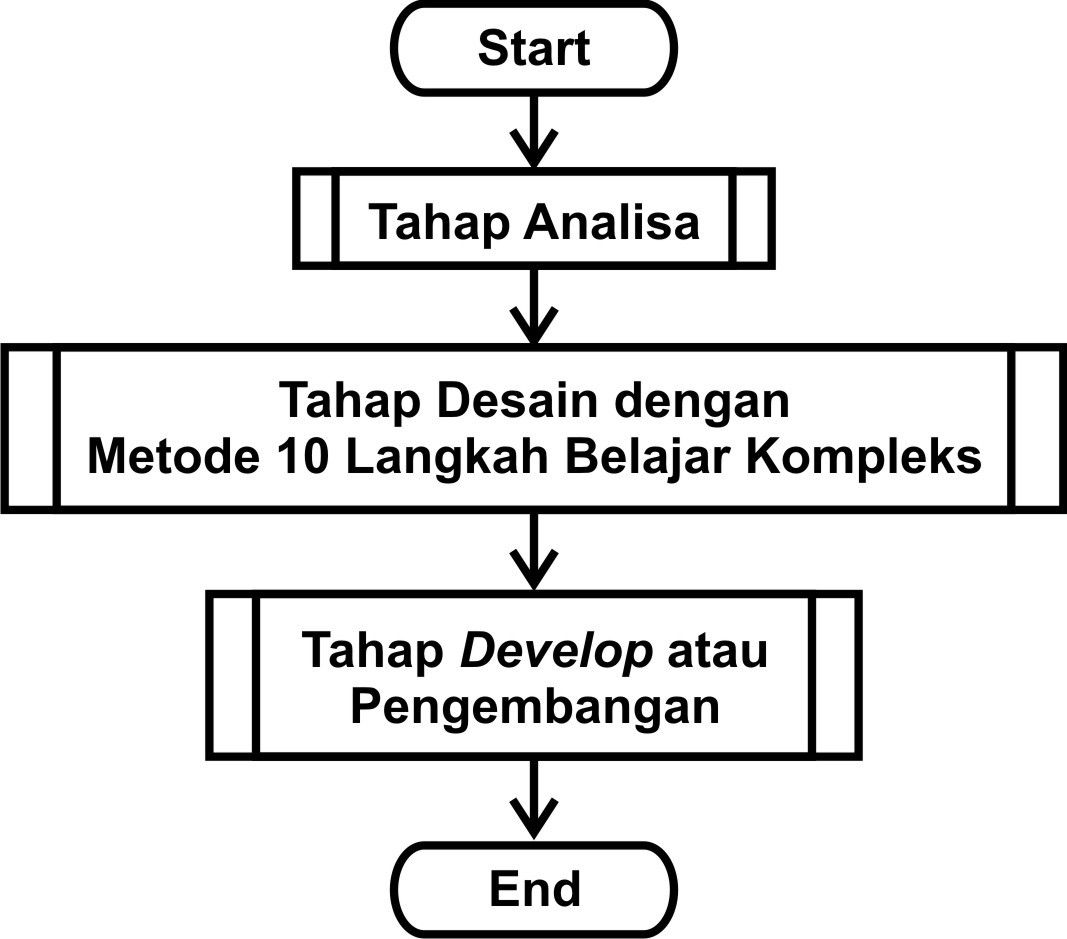 Start
Tahap Analisa
Tahap Desain dengan
Metode 10 Langkah Belajar Kompleks
Tahap Develop atau
Pengembangan
End